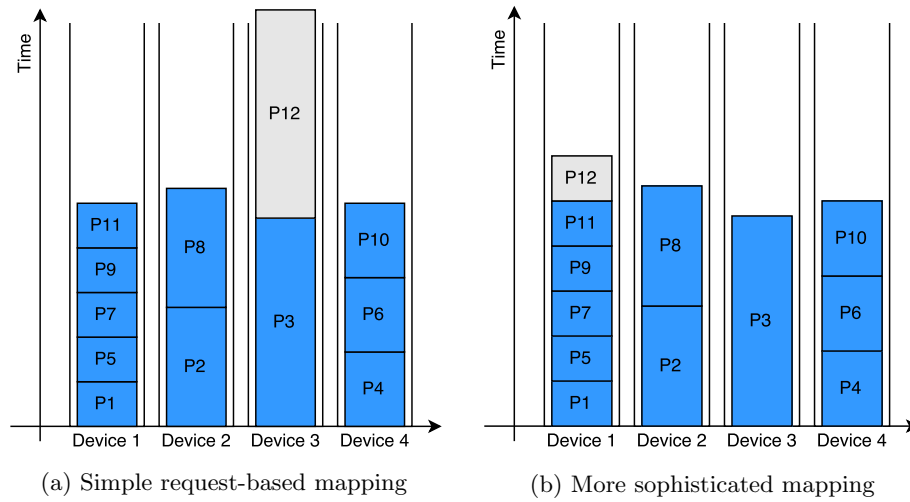 Time
P11
P9
P7
P5
P1
P8
P2
P12
P3
P10
P6
P4
Device 1 Device 2 Device 3 Device 4
(a) Simple request-based mapping
Time
P12
P11
P9
P7
P5
P1
P8
P2
P3
P10
P6
P4
Device 1 Device 2 Device 3 Device 4
(b) More sophisticated mapping